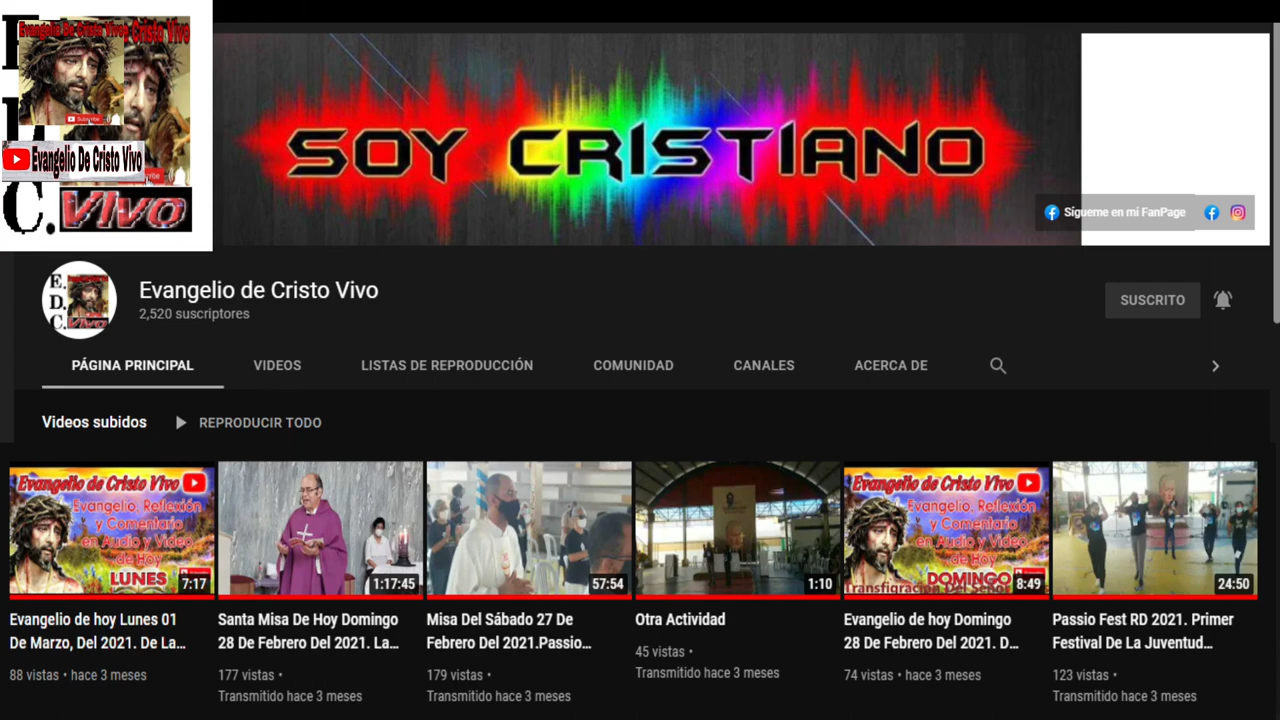 E.
Evangelio De Cristo Vivo
Cristo Vivo
Subscribe
Evangelio De Cristo Vivo
C. Vivo
SOY CRISTIANO
Sígueme en mi FanPage
E.
D.
C. Vivo
Evangelio de Cristo Vivo
2,520 suscriptores
SUSCRITO
PÁGINA PRINCIPAL VIDEOS LISTAS DE REPRODUCCIÓN COMUNIDAD CANALES ACERCA DE
Videos subidos REPRODUCIR TODO
Evangelio de Cristo Vivo
Evangelio, Reflexión
y Comentario
en Audio y Video
de Hoy
LUNES
7:17
1:17:45
57:54
1:10
Evangelio de Cristo Vivo
Evangelio, Reflexión
y Comentario
en Audio y Video
de Hoy
DOMINGO
Transfigracion Del Señor
8:49
24:50
Evangelio de hoy Lunes 01
De Marzo, Del 2021. De La...
88 vistas • hace 3 meses
Santa Misa De Hoy Domingo
28 De Febrero Del 2021. La...
177 vistas •
Transmitido hace 3 meses
Misa Del Sábado 27 De
Febrero Del 2021.Passio...
179 vistas •
Transmitido hace 3 meses
Otra Actividad
45 vistas •
Transmitido hace 3 meses
Evangelio de hoy Domingo
28 De Febrero Del 2021. D...
74 vistas • hace 3 meses
Passio Fest RD 2021. Primer
Festival De La Juventud...
123 vistas •
Transmitido hace 3 meses